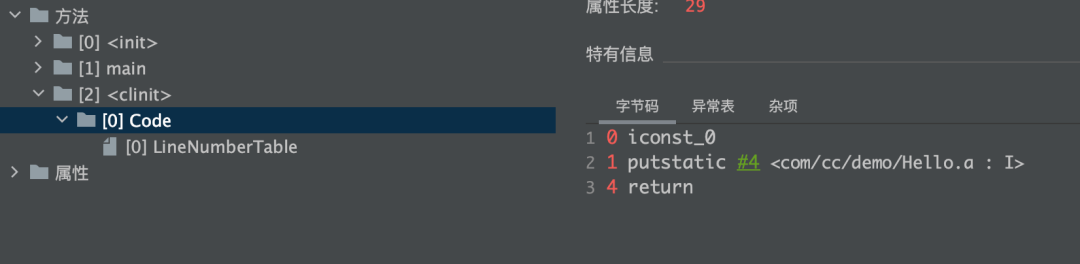 方法
[0] <init>
[1] main
[2] <clinit>
[0] Code
[0] LineNumberTable
属性
属性长度: 29
特有信息
字节码 异常表 杂项
1 0 iconst_0
2 1 putstatic #4 <com/cc/demo/Hello.a : I>
3 4 return